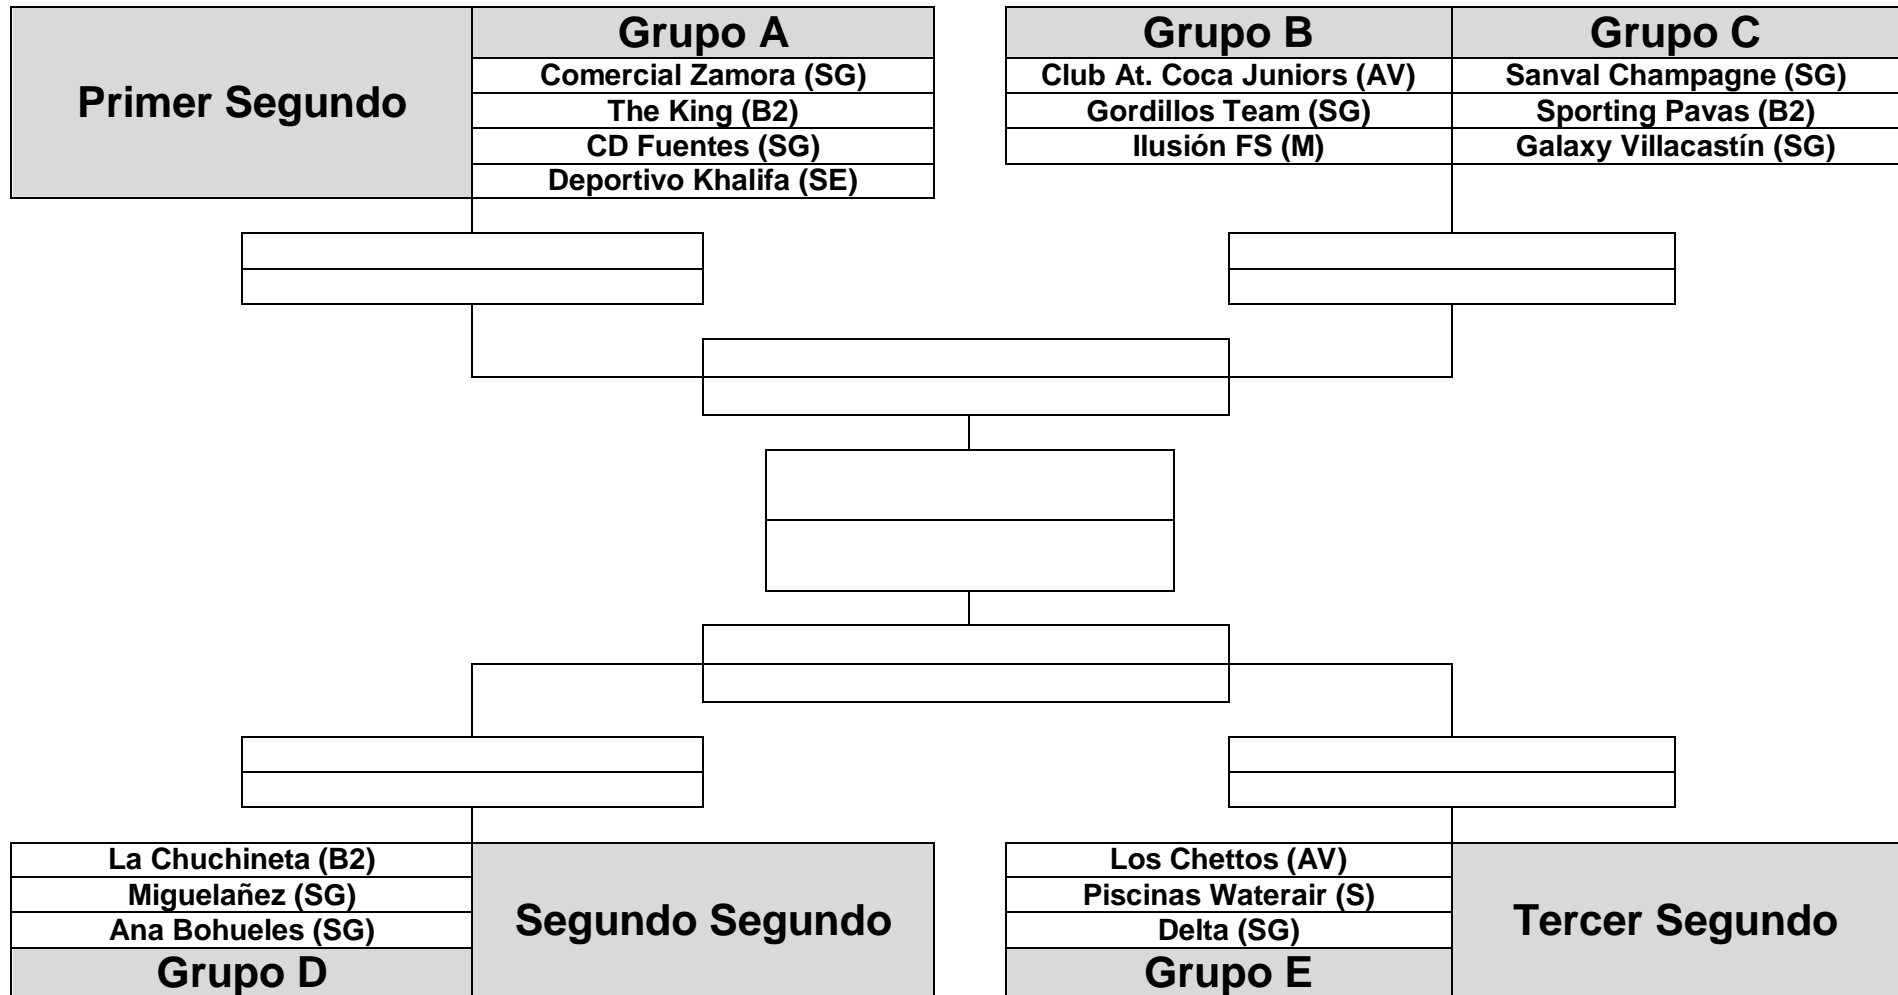 Primer Segundo
Grupo A
Comercial Zamora (SG)
The King (B2)
CD Fuentes (SG)
Deportivo Khalifa (SE)
Grupo B
Club At. Coca Juniors (AV)
Gordillos Team (SG)
Ilusión FS (M)
Grupo C
Sanval Champagne (SG)
Sporting Pavas (B2)
Galaxy Villacastín (SG)
La Chuchineta (B2)
Miguelañez (SG)
Ana Bohueles (SG)
Grupo D
Segundo Segundo
Los Chettos (AV)
Piscinas Waterair (S)
Delta (SG)
Grupo E
Tercer Segundo